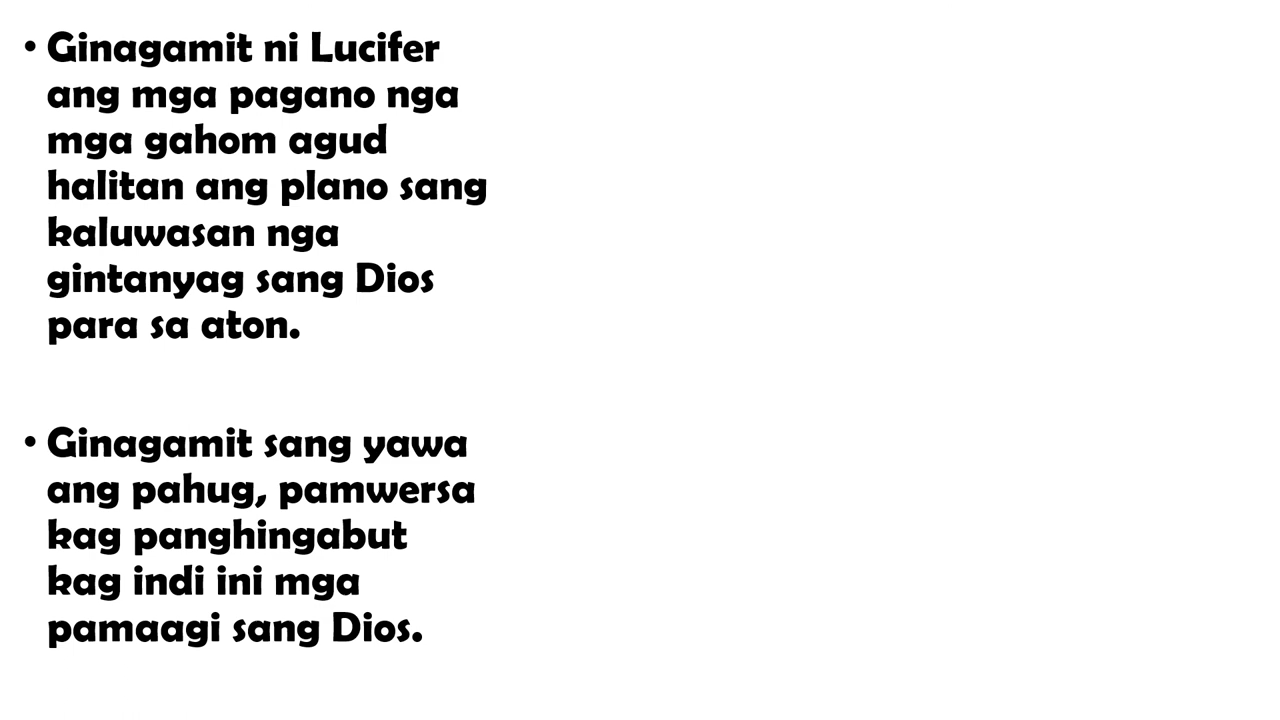 • Ginagamit ni Lucifer
ang mga pagano nga
mga gahom agud
halitan ang plano sang
kaluwasan nga
gintanyag sang Dios
para sa aton.
• Ginagamit sang yawa
ang pahug, pamwersa
kag panghingabut
kag indi ini mga
pamaagi sang Dios.